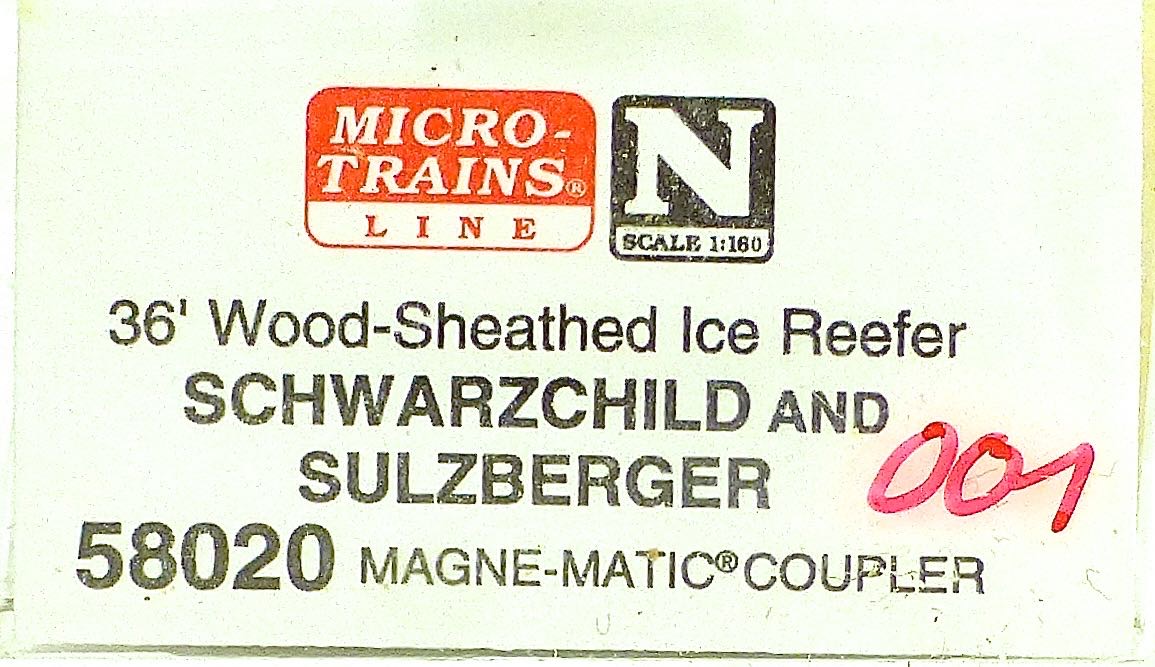 MICRO-
TRAINS®
LINE
N
SCALE 1:160
36' Wood-Sheathed Ice Reefer
SCHWARZCHILD AND
SULZBERGER
001
58020 MAGNE-MATIC® COUPLER